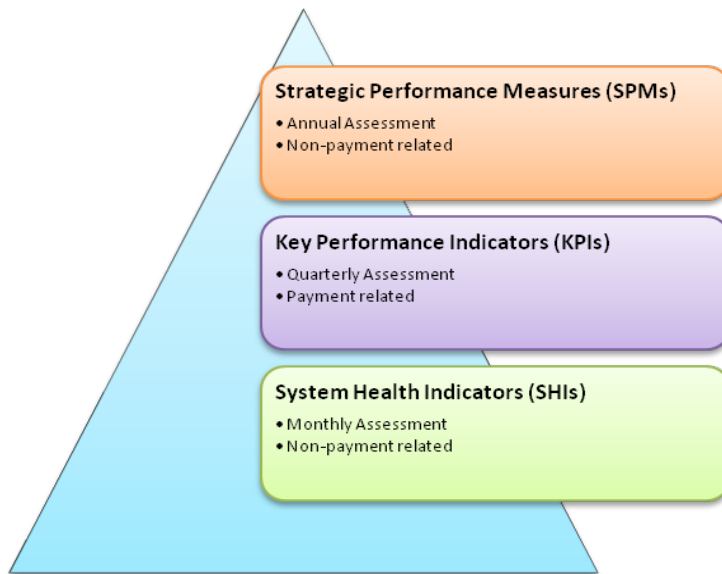 Strategic Performance Measures (SPMs)
• Annual Assessment
• Non-payment related
Key Performance Indicators (KPIs)
• Quarterly Assessment
• Payment related
System Health Indicators (SHIs)
• Monthly Assessment
• Non-payment related